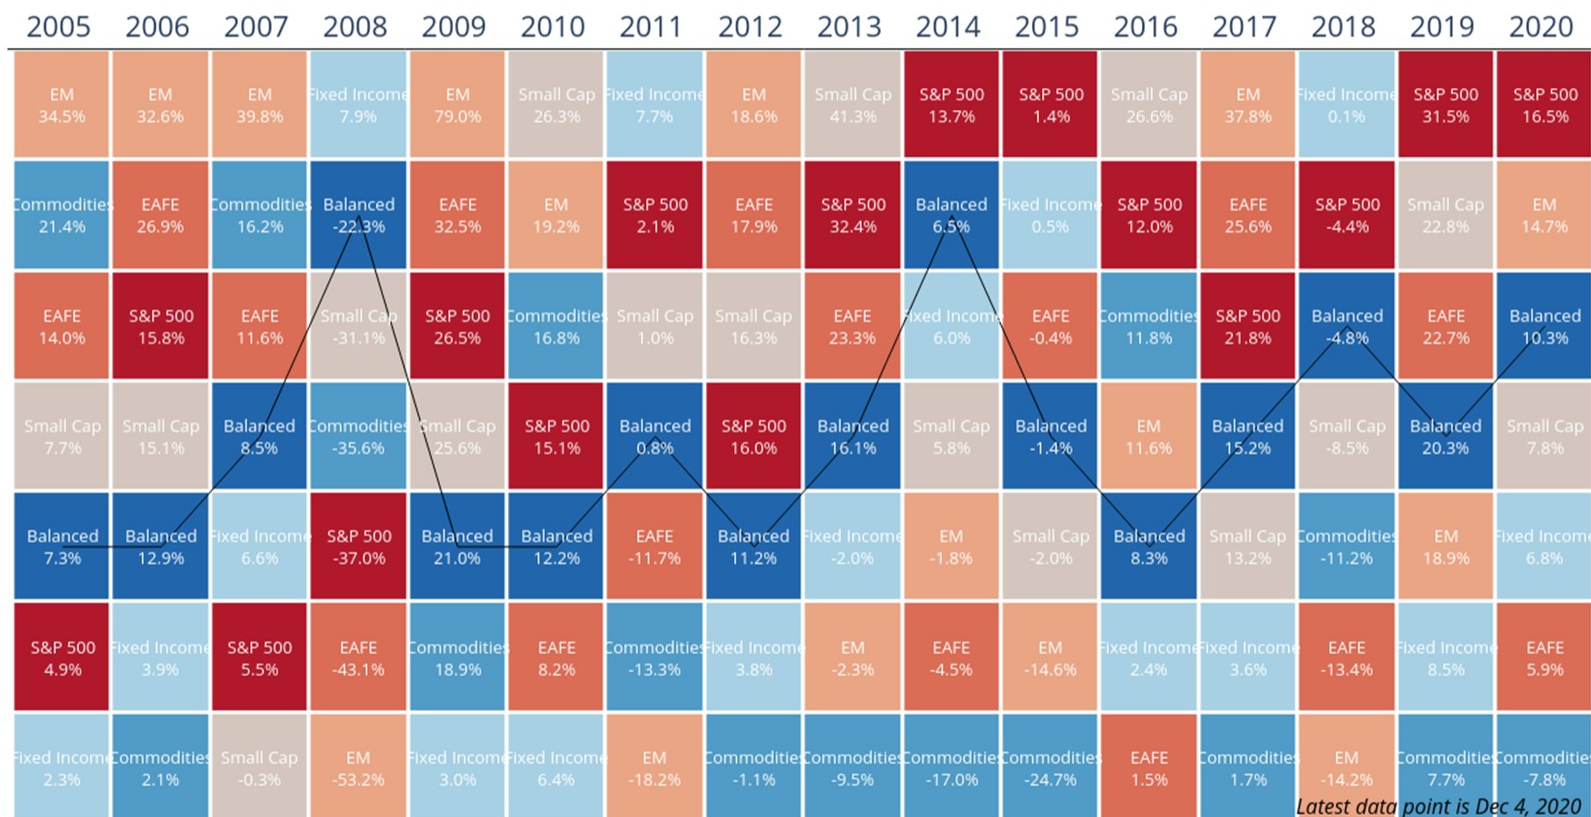 2005 2006 2007 2008 2009 2010 2011 2012 2013 2014 2015 2016 2017 2018 2019 2020
EM EM EM Fixed Income EM Small Cap Fixed Income EM Small Cap S&P 500 S&P 500 Small Cap EM Fixed Income S&P 500 S&P 500
34.5% 32.6% 39.8% 7.9% 79.0% 26.3% 7.7% 18.6% 41.3% 13.7% 1.4% 26.6% 37.8% 0.1% 31.5% 16.5%
Commodities EAFE Commodities Balanced EAFE EM S&P 500 EAFE S&P 500 Balanced Fixed Income S&P 500 EAFE S&P 500 Small Cap EM
21.4% 26.9% 16.2% -22.3% 32.5% 19.2% 2.1% 17.9% 32.4% 6.5% 0.5% 12.0% 25.6% -4.4% 22.8% 14.7%
EAFE S&P 500 EAFE Small Cap S&P 500 Commodities Small Cap Small Cap EAFE Fixed Income EAFE Commodities S&P 500 Balanced EAFE Balanced
14.0% 15.8% 11.6% -31.1% 26.5% 16.8% 1.0% 16.3% 23.3% 6.0% -0.4% 11.8% 21.8% -4.8% 22.7% 10.3%
Small Cap Small Cap Balanced Commodities Small Cap S&P 500 Balanced S&P 500 Balanced Small Cap Balanced EM Balanced Small Cap Balanced Small Cap
7.7% 15.1% 8.5% -35.6% 25.6% 15.1% 0.8% 16.0% 16.1% 5.8% -1.4% 11.6% 15.2% -8.5% 20.3% 7.8%
Balanced Balanced Fixed Income S&P 500 Balanced Balanced EAFE Balanced Fixed Income EM Small Cap Balanced Small Cap Commodities EM Fixed Income
7.3% 12.9% 6.6% -37.0% 21.0% 12.2% -11.7% 11.2% -2.0% -1.8% -2.0% 8.3% 13.2% -11.2% 18.9% 6.8%
S&P 500 Fixed Income S&P 500 EAFE Commodities EAFE Commodities Fixed Income EM EAFE EM Fixed Income Fixed Income EAFE Fixed Income EAFE
4.9% 3.9% 5.5% -43.1% 18.9% 8.2% -13.3% 3.8% -2.3% -4.5% -14.6% 2.4% 3.6% -13.4% 8.5% 5.9%
Fixed Income Commodities Small Cap EM Fixed Income Fixed Income EM Commodities Commodities Commodities Commodities EAFE Commodities EM Commodities Commodities
2.3% 2.1% -0.3% -53.2% 3.0% 6.4% -18.2% -1.1% -9.5% -17.0% -24.7% 1.5% 1.7% -14.2% 7.7% -7.8%
Latest data point is Dec 4, 2020